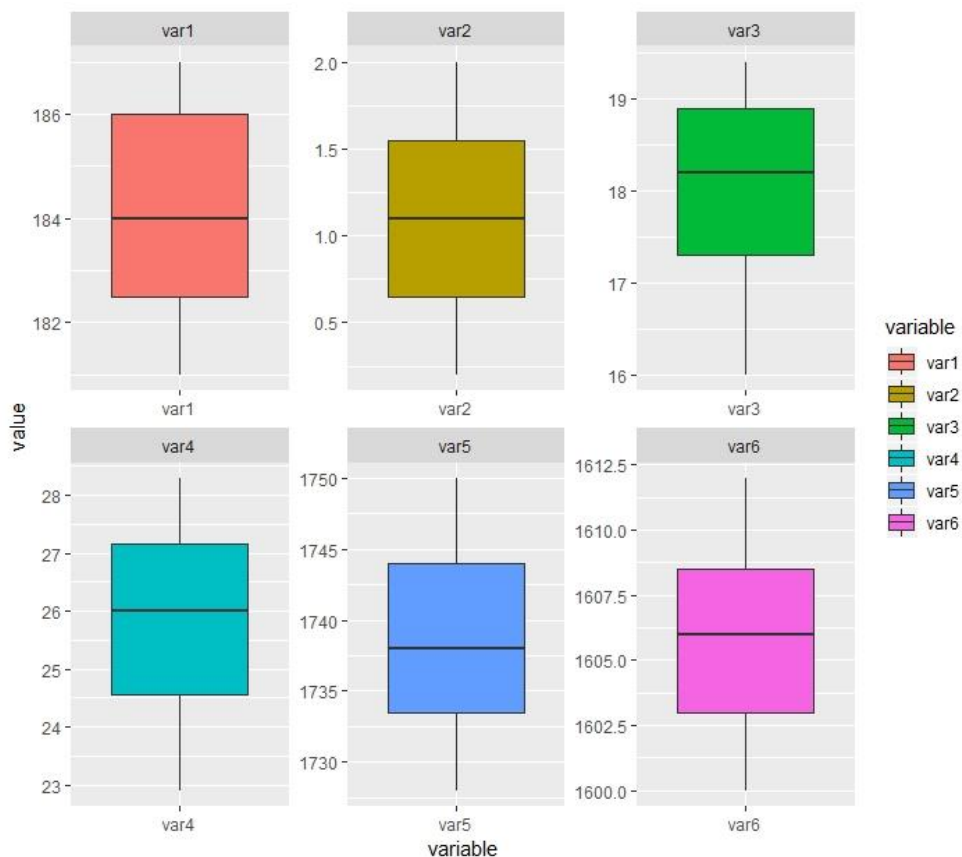 var1
var2
var3
186
184
182
2.0
1.5
1.0
0.5
19
18
17
16
var1
var2
var3
value
var4
var5
var6
28
27
26
25
24
23
1750
1745
1740
1735
1730
1612.5
1610.0
1607.5
1605.0
1602.5
1600.0
var4
var5
var6
variable
variable
var1
var2
var3
var4
var5
var6